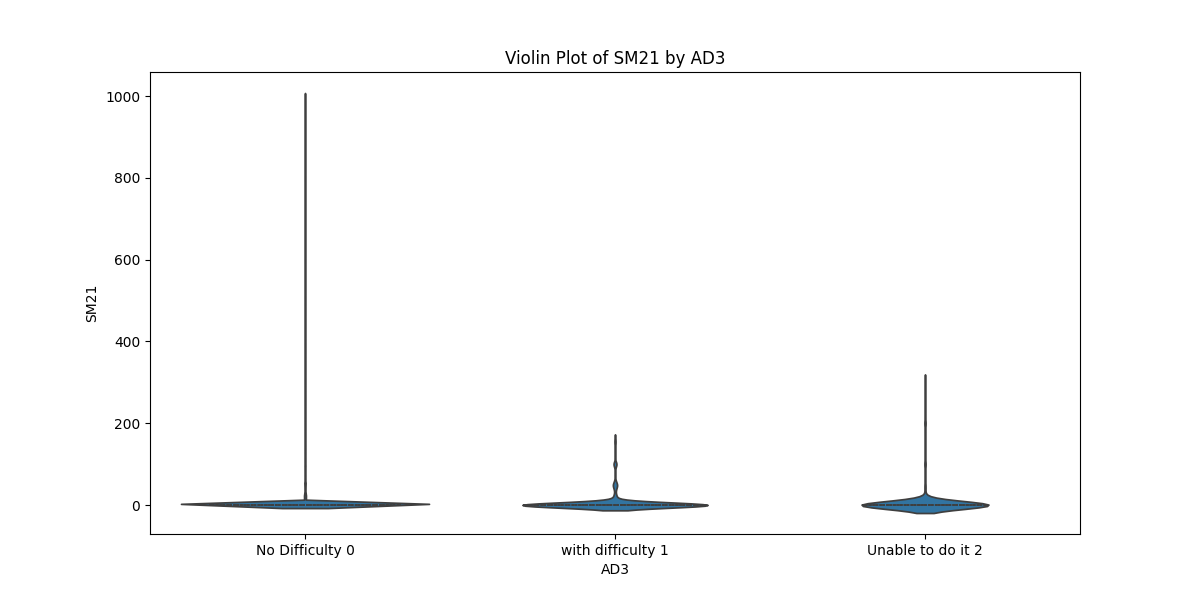 Violin Plot of SM21 by AD3
1000
800
600
400
200
0
SM21
No Difficulty 0
with difficulty 1
Unable to do it 2
AD3